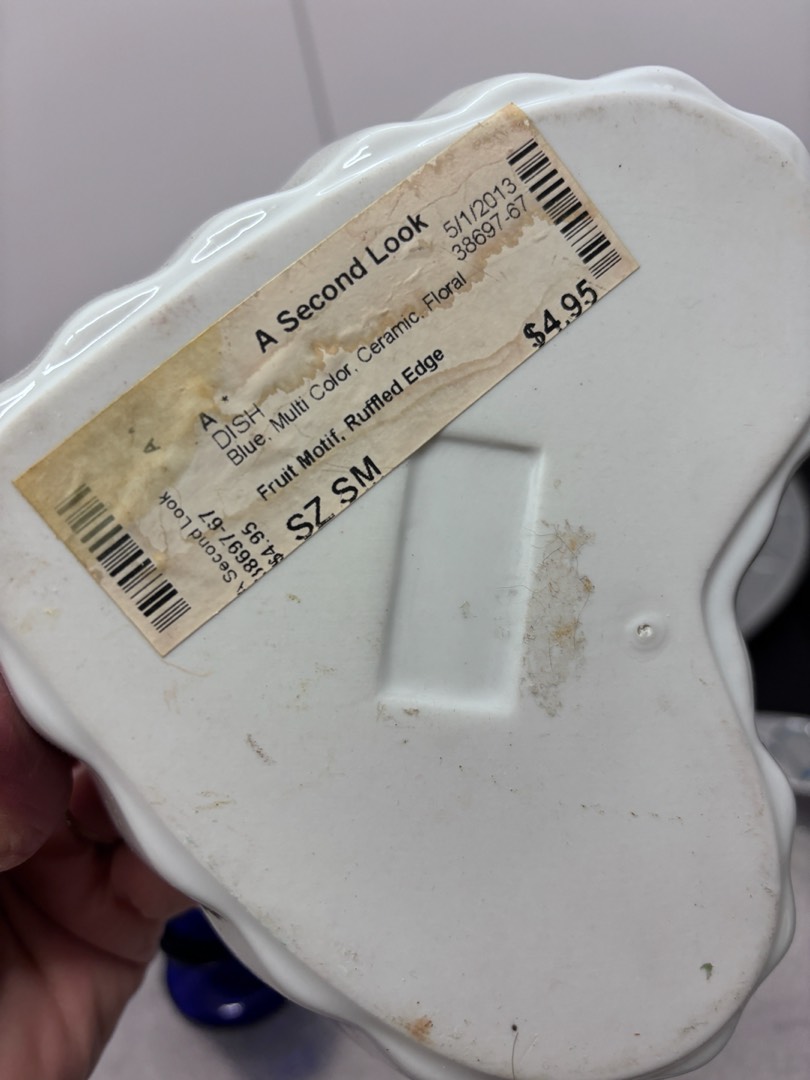 A Second Look
5/1/2013
38697-67
A *
DISH
Blue, Multi Color, Ceramic, Floral
Fruit Motif, Ruffled Edge
$4.95
SZ SM
A
A Second Look
38697-67
$4.95